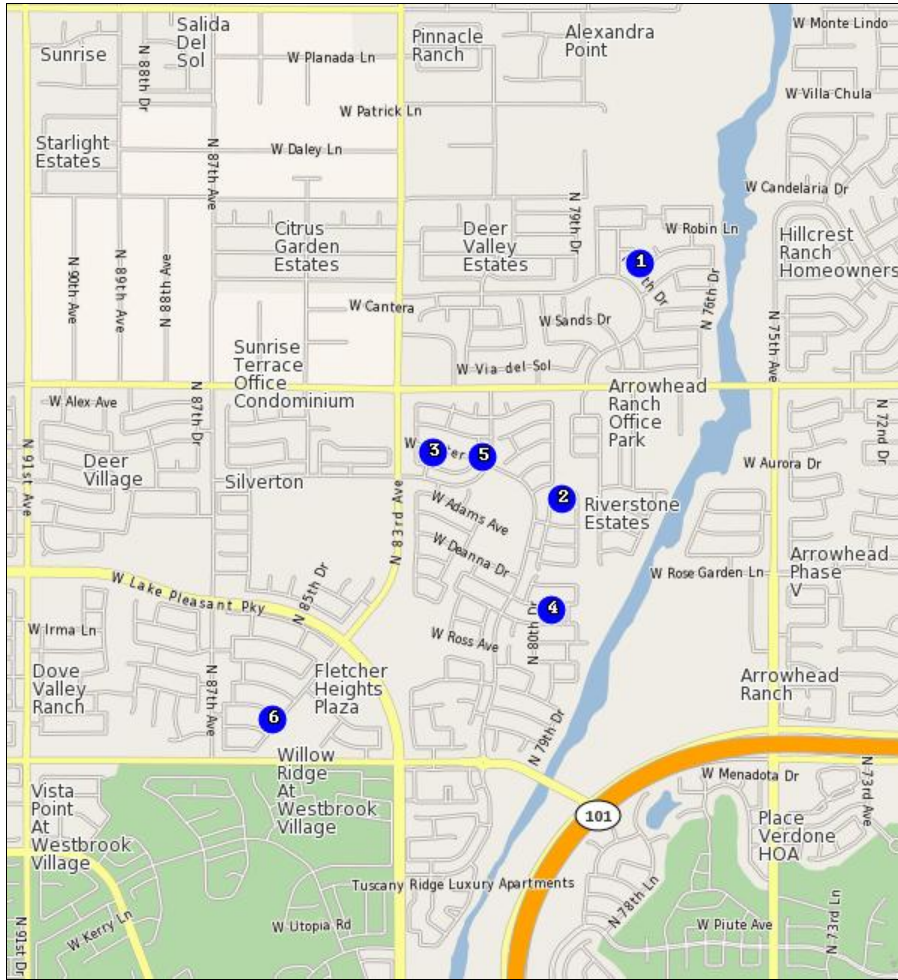 Sunrise
Salida
Del
Sol
N 88th Dr
W Planada Ln
Pinnacle
Ranch
Alexandra
Point
W Monte Lindo
W Villa Chula
W Patrick Ln
Starlight
Estates
W Daley Ln
N 87th Ave
N 79th Dr
W Candelaria Dr
Citrus
Garden
Estates
Deer
Valley
Estates
W Robin Ln
Hillcrest
Ranch
Homeowners
1
N 90th Ave
N 89th Ave
N 88th Ave
N 76th Dr
W Cantera
W Sands Dr
N 75th Ave
Sunrise
Terrace
Office
Condominium
W Via del Sol
N 87th Dr
W Alex Ave
Arrowhead
Ranch
Office
Park
N 72nd Dr
N 91st Ave
3
5
Deer
Village
Silverton
W Aurora Dr
N 83rd Ave
W Adams Ave
2
Riverstone
Estates
W Deanna Dr
Arrowhead
Phase
V
W Rose Garden Ln
W Lake Pleasant Pky
N 85th Dr
4
N 80th Dr
W Irma Ln
W Ross Ave
Dove
Valley
Ranch
N 87th Ave
Fletcher
Heights
Plaza
Arrowhead
Ranch
6
N 79th Dr
Willow
Ridge
At
Westbrook
Village
W Menadota Dr
N 73rd Ave
Vista
Point
At
Westbrook
Village
101
Place
Verdone
HOA
Tuscany Ridge Luxury Apartments
N 78th Ln
N 73rd Ln
W Kerry Ln
W Utopia Rd
W Piute Ave
N 91st Dr